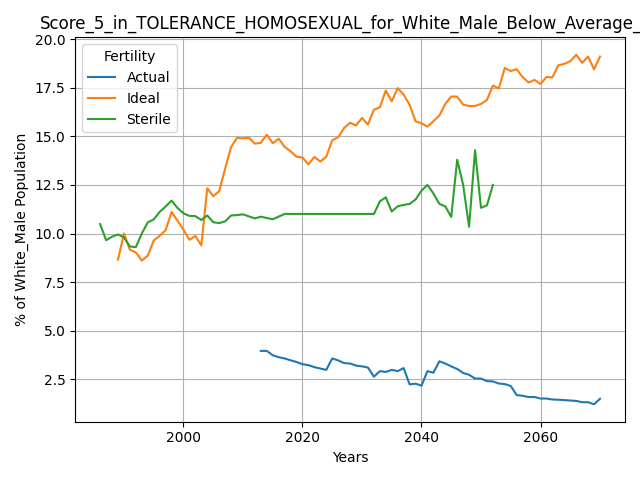 Score_5_in_TOLERANCE_HOMOSEXUAL_for_White_Male_Below_Average_
20.0
17.5
15.0
12.5
10.0
7.5
5.0
2.5
% of White_Male Population
Fertility
Actual
Ideal
Sterile
2000
2020
2040
2060
Years